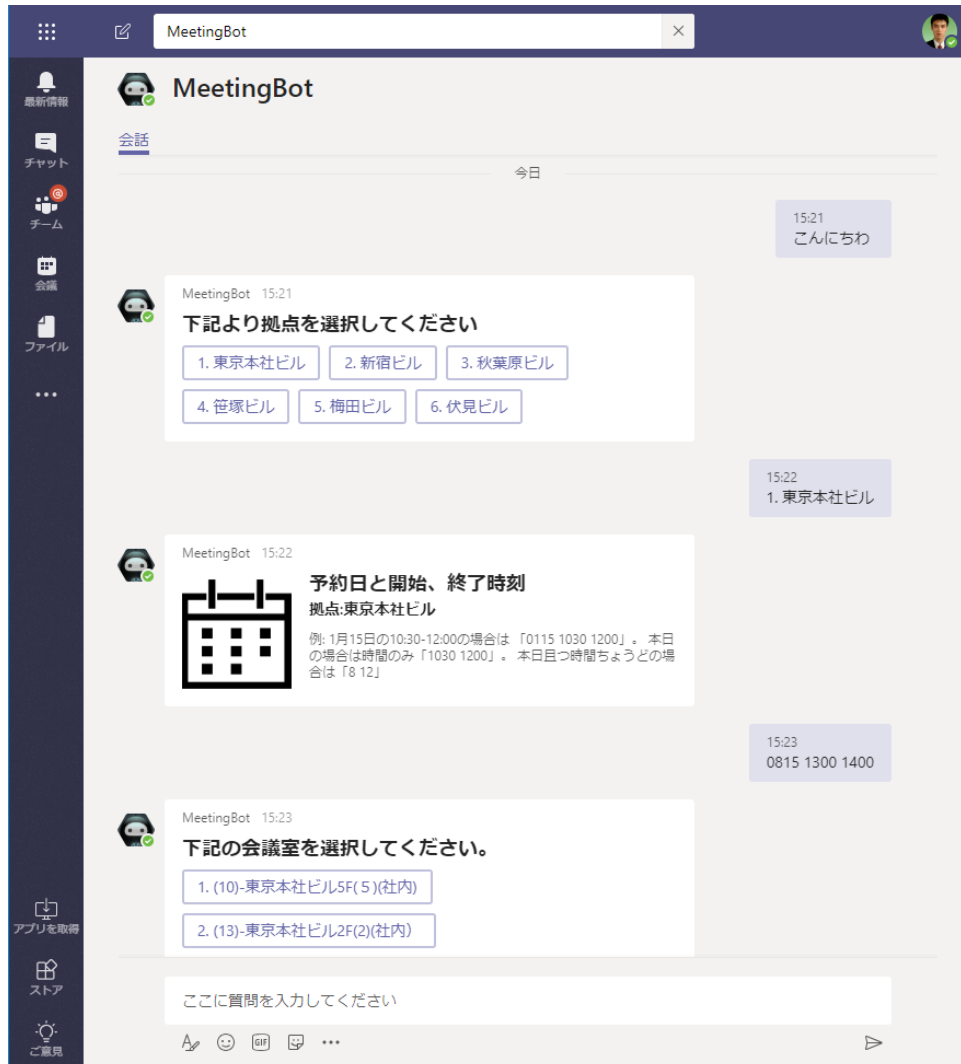 MeetingBot
最新情報
チャット
チーム
会議
ファイル
アプリを取得
ストア
ご意見
MeetingBot
会話
今日
15:21
こんにちわ
MeetingBot 15:21
下記より拠点を選択してください
1. 東京本社ビル 2. 新宿ビル 3. 秋葉原ビル
4. 笹塚ビル 5. 梅田ビル 6. 伏見ビル
15:22
1. 東京本社ビル
MeetingBot 15:22
予約日と開始、終了時刻
拠点:東京本社ビル
例: 1月15日の10:30-12:00の場合は 「0115 1030 1200」。 本日
の場合は時間のみ「1030 1200」。 本日且つ時間ちょうどの場
合は「8 12」
15:23
0815 1300 1400
MeetingBot 15:23
下記の会議室を選択してください。
1. (10)-東京本社ビル5F(５)(社内)
2. (13)-東京本社ビル2F(2)(社内）
ここに質問を入力してください
GIF